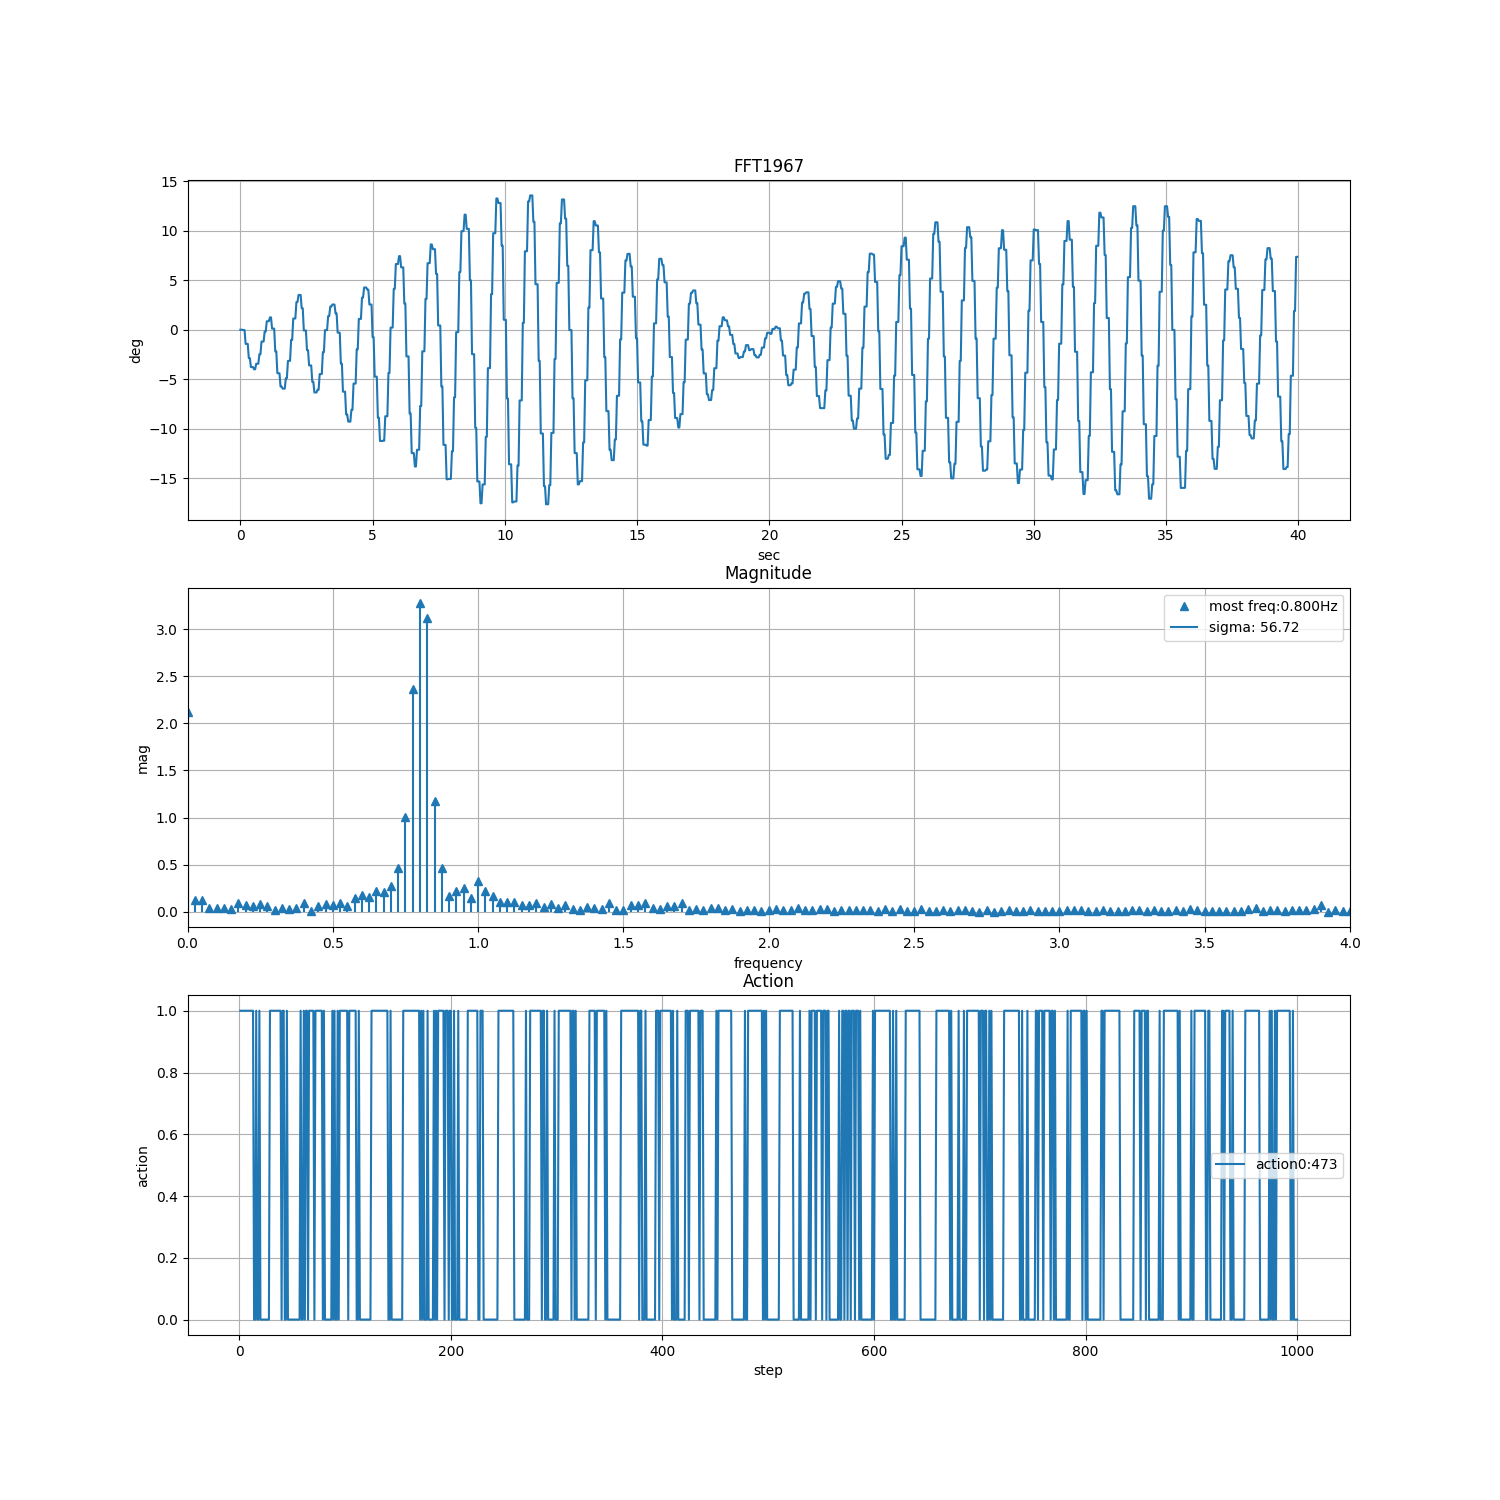 FFT1967
15
10
5
0
−5
−10
−15
deg
0 5 10 15 20 25 30 35 40
sec
Magnitude
most freq:0.800Hz
sigma: 56.72
3.0
2.5
2.0
1.5
1.0
0.5
0.0
mag
0.0 0.5 1.0 1.5 2.0 2.5 3.0 3.5 4.0
frequency
Action
1.0
0.8
0.6
0.4
0.2
0.0
action
action0:473
0 200 400 600 800 1000
step